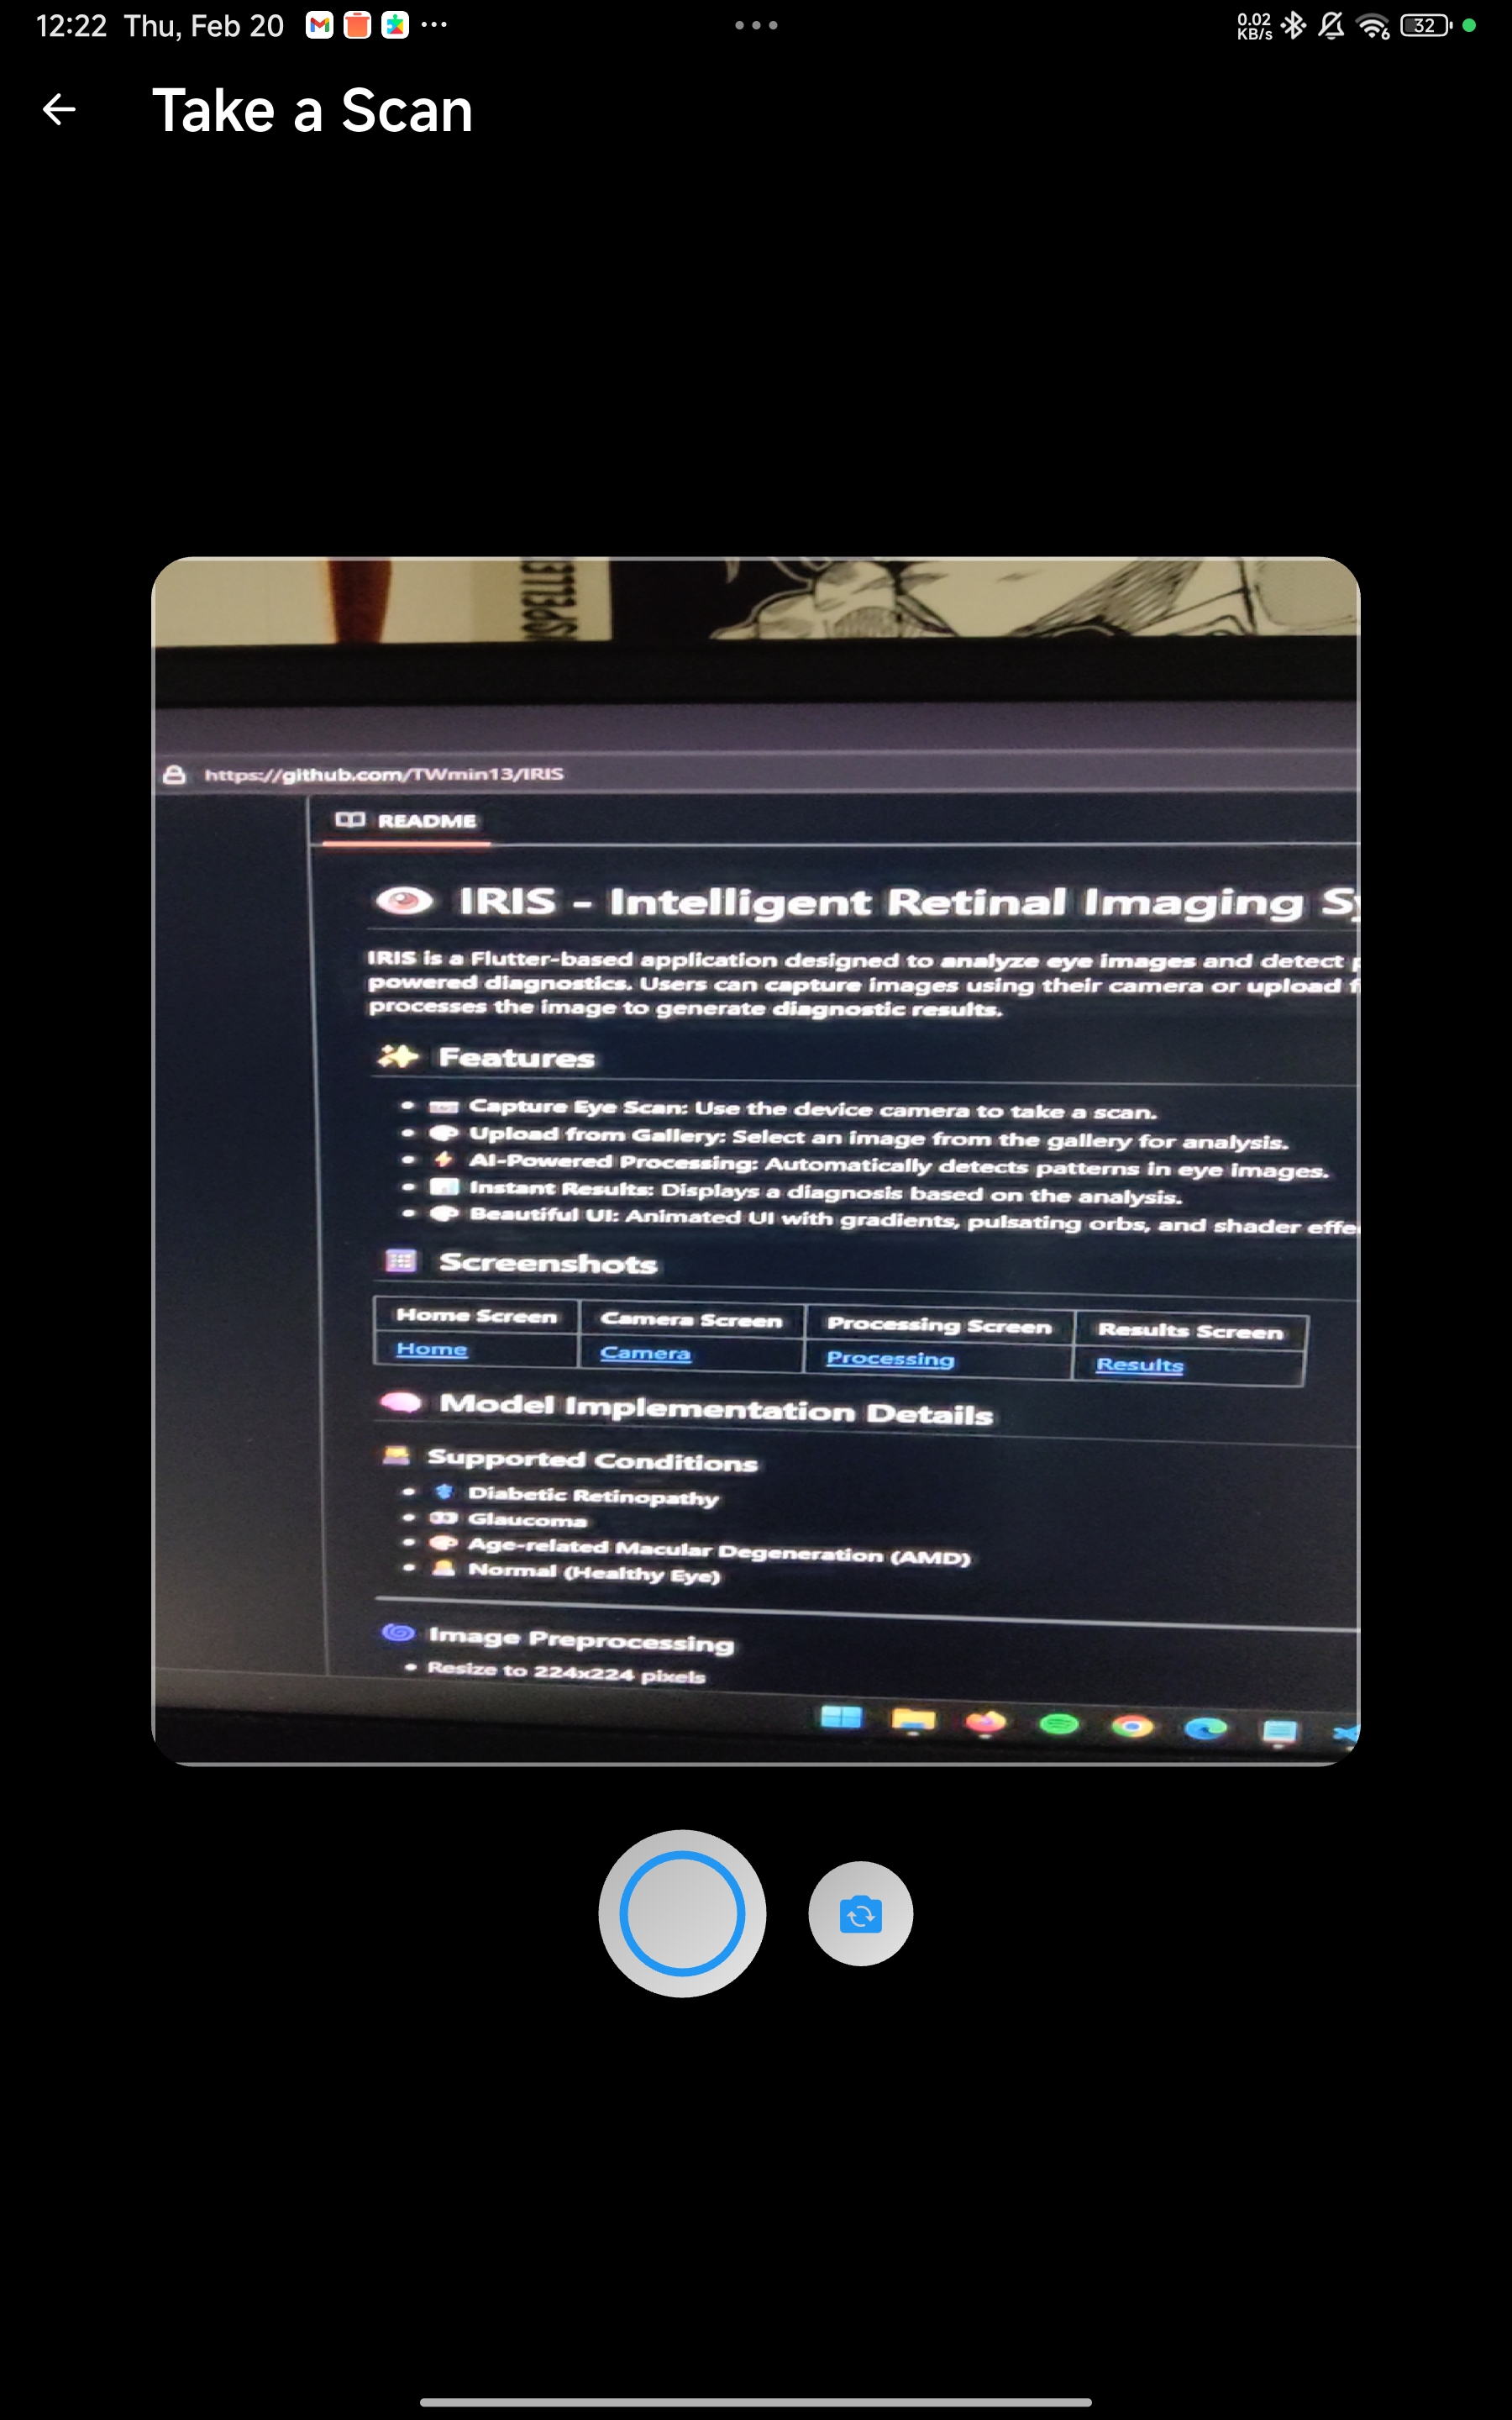 12:22 Thu, Feb 20
0.02
KB/s
6
32
Take a Scan
https://github.com/TWmin13/IRIS
README
IRIS - Intelligent Retinal Imaging
IRIS is a Flutter-based application designed to analyze eye images and detect
powered diagnostics. Users can capture images using their camera or upload
processes the image to generate diagnostic results.
Features
• Capture Eye Scan: Use the device camera to take a scan.
• Upload from Gallery: Select an image from the gallery for analysis.
• AI-Powered Processing: Automatically detects patterns in eye images.
• Instant Results: Displays a diagnosis based on the analysis.
• Beautiful UI: Animated UI with gradients, pulsating orbs, and shader
Screenshots
Home Screen Camera Screen Processing Screen Results Screen
Home Camera Processing Results
Model Implementation Details
Supported Conditions
• Diabetic Retinopathy
• Glaucoma
• Age-related Macular Degeneration (AMD)
• Normal (Healthy Eye)
Image Preprocessing
• Resize to 224x224 pixels